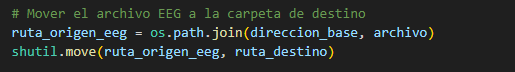 # Mover el archivo EEG a la carpeta de destino
ruta_origen_eeg = os.path.join(direccion_base, archivo)
shutil.move(ruta_origen_eeg, ruta_destino)